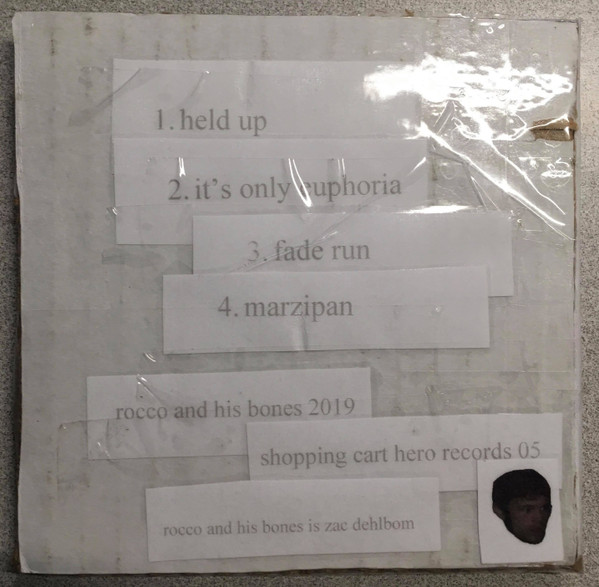 1. held up
2. it's only euphoria
3. fade run
4. marzipan
rocco and his bones 2019
shopping cart hero records 05
rocco and his bones is zac dehlbom